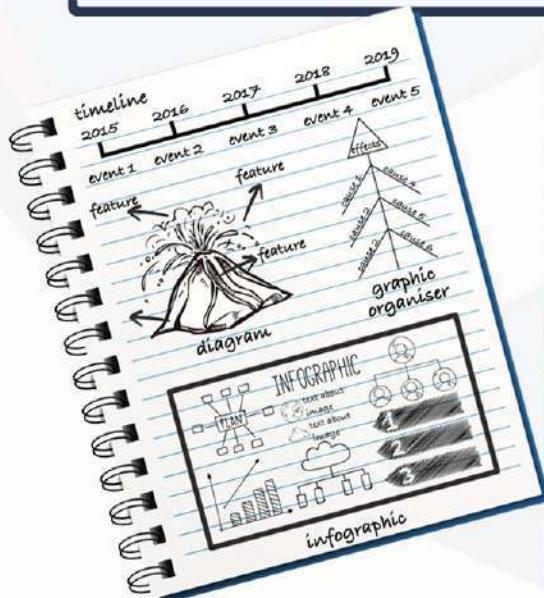 timeline
2015 2016 2017 2018 2019
event 1 event 2 event 3 event 4 event 5
feature
feature
feature
diagram
effects
cause 1 cause 4
cause 2 cause 5
cause 6
graphic
organiser
INFOGRAPHIC
PLAN
text about
image
text about
image
1
2
3
infographic